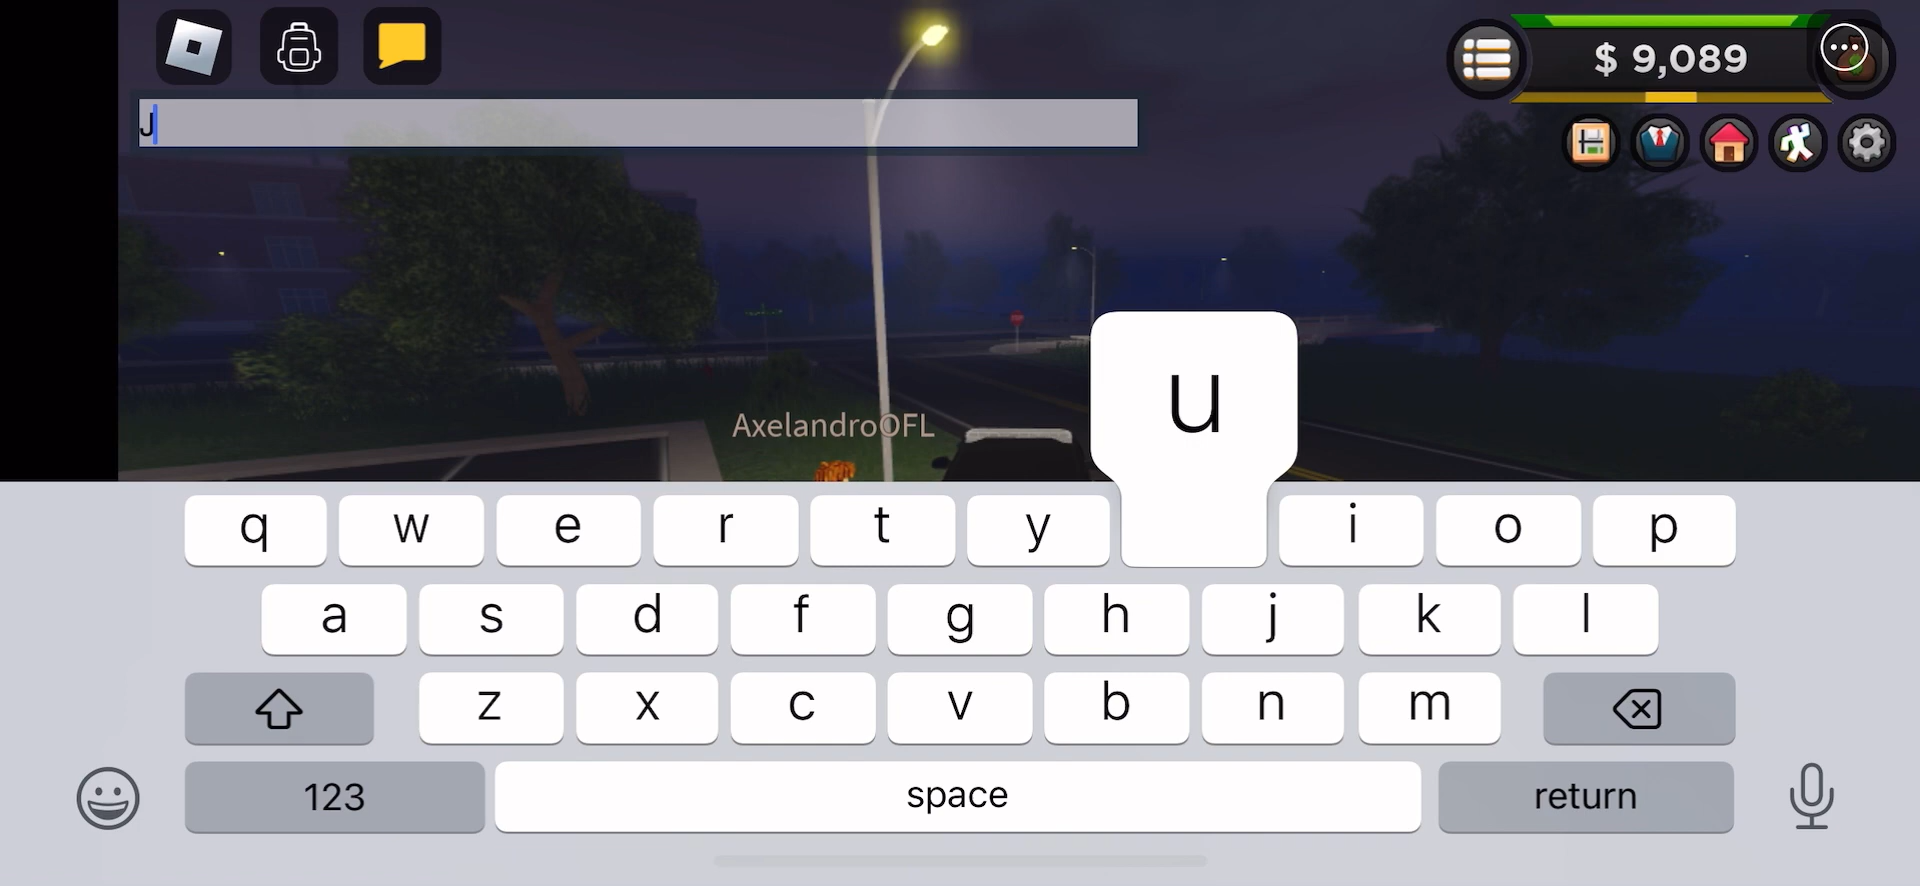 $ 9,089
J
AxelandroOFL
u
q w e r t y i o p
a s d f g h j k l
z x c v b n m
123 space return